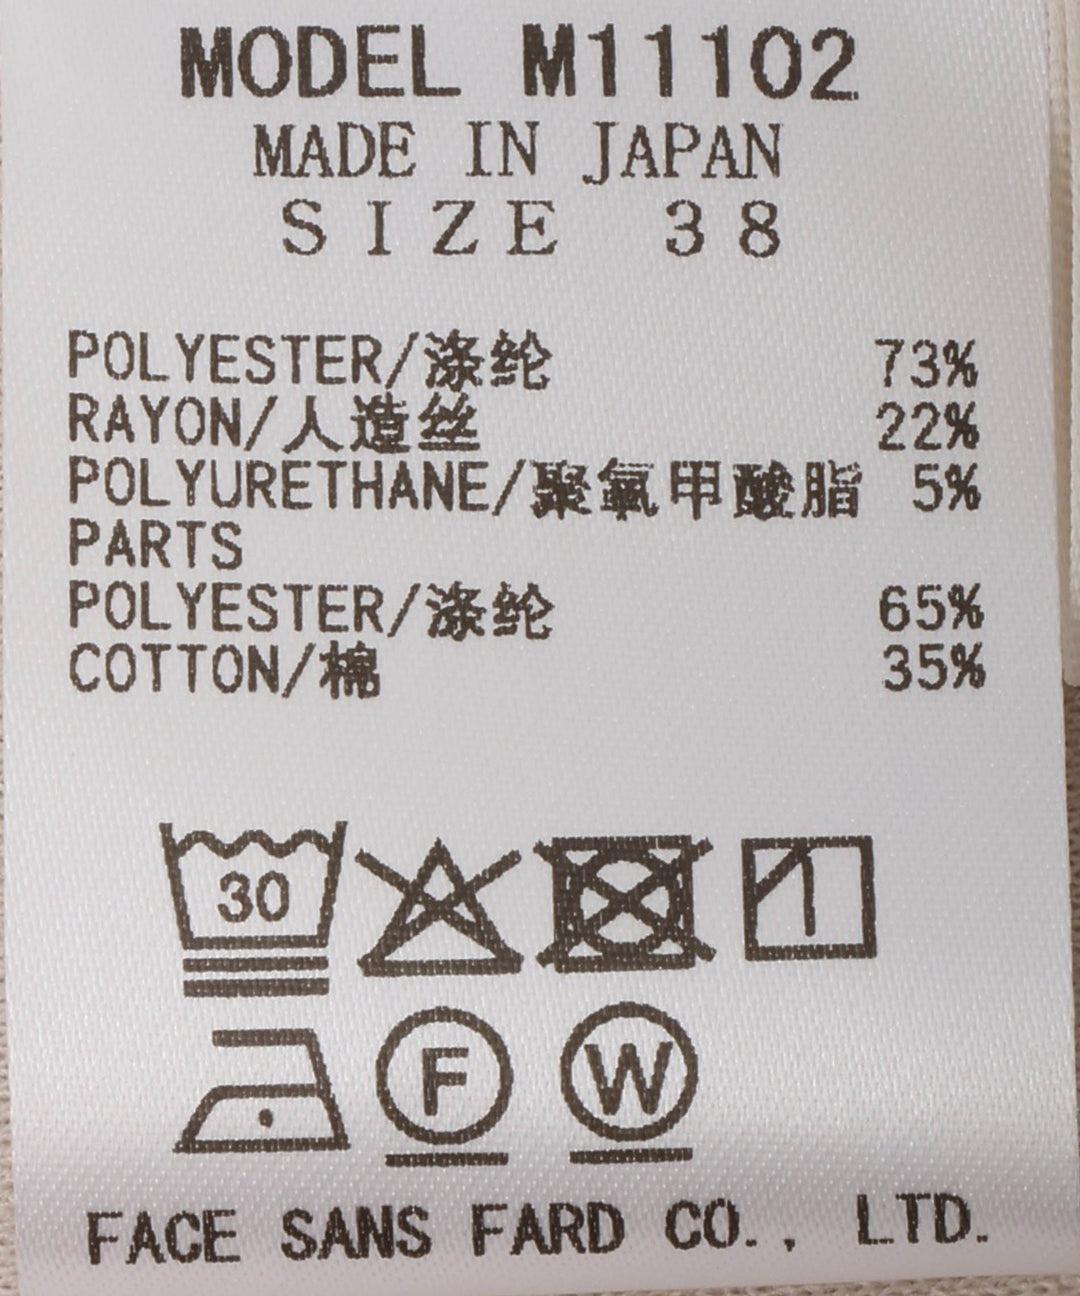 MODEL M11102
MADE IN JAPAN
SIZE 38
POLYESTER/涤纶 73%
RAYON/人造丝 22%
POLYURETHANE/聚氨甲酸脂 5%
PARTS
POLYESTER/涤纶 65%
COTTON/棉 35%
30
F W
FACE SANS FARD CO., LTD.